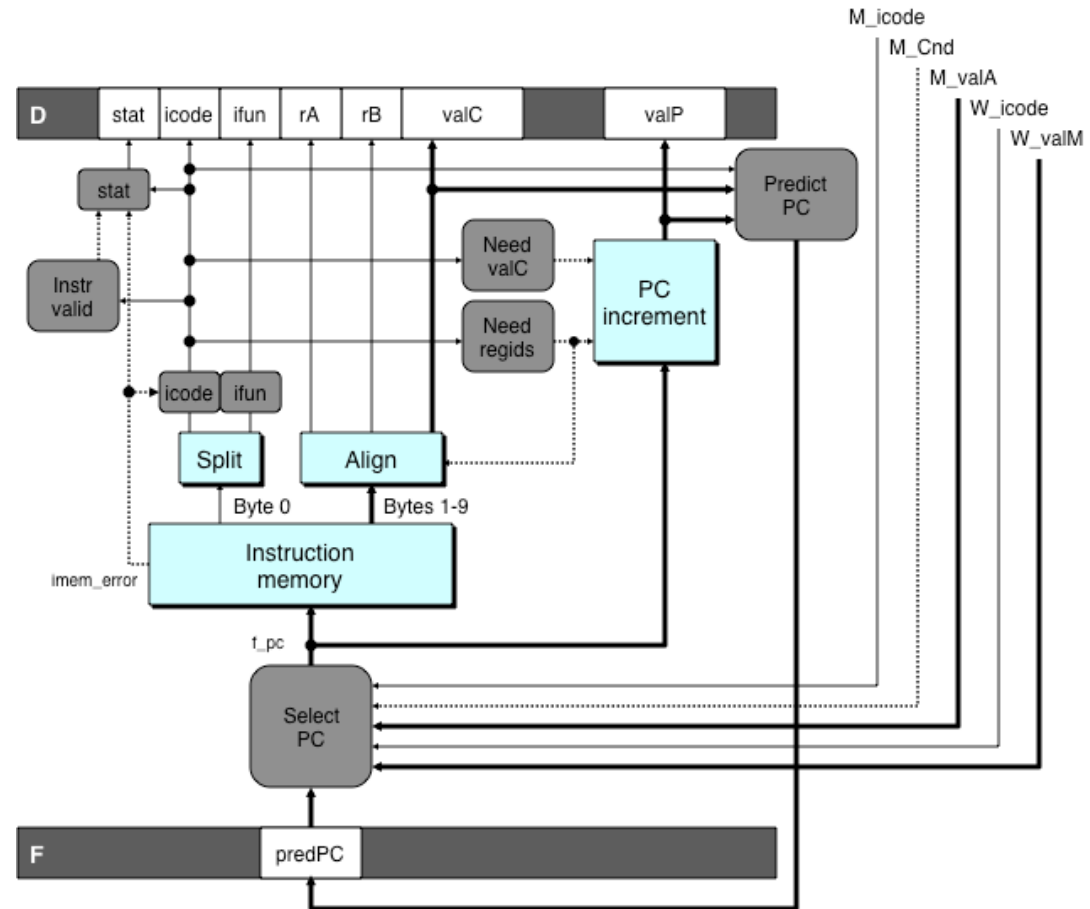 M_icode
M_Cnd
M_valA
W_icode
W_valM
D
stat
icode
ifun
rA
rB
valC
valP
stat
Predict
PC
Need
valC
Instr
valid
PC
increment
Need
regids
icode
ifun
Split
Align
Byte 0
Bytes 1-9
Instruction
memory
imem_error
f_pc
Select
PC
F
predPC